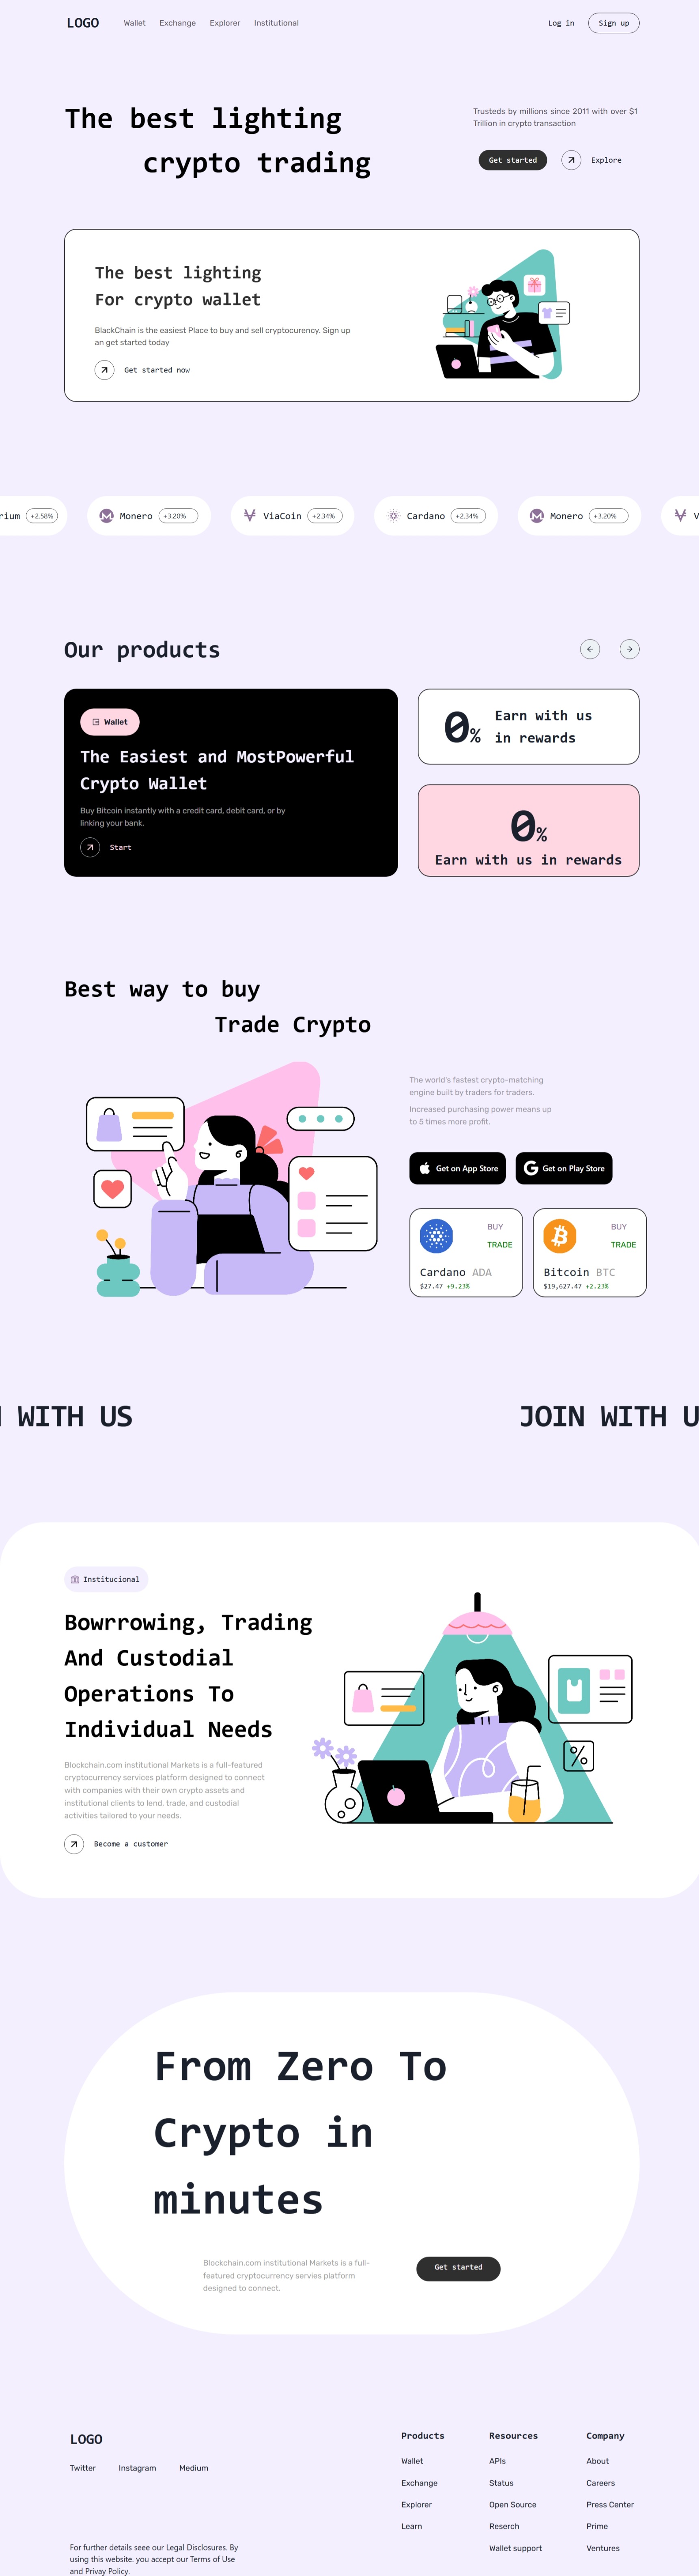 LOGO Wallet Exchange Explorer Institutional Log in Sign up
The best lighting
crypto trading
Trusteds by millions since 2011 with over $1
Trillion in crypto transaction
Get started Explore
The best lighting
For crypto wallet
BlackChain is the easiest Place to buy and sell cryptocurency. Sign up
an get started today
Get started now
rium +2.58% Monero +3.20% ViaCoin +2.34% Cardano +2.34% Monero +3.20% V
Our products
Wallet
The Easiest and MostPowerful
Crypto Wallet
Buy Bitcoin instantly with a credit card, debit card, or by
linking your bank.
Start
0% Earn with us
in rewards
0%
Earn with us in rewards
Best way to buy
Trade Crypto
The world's fastest crypto-matching
engine built by traders for traders.
Increased purchasing power means up
to 5 times more profit.
Get on App Store Get on Play Store
BUY
TRADE
Cardano ADA
$27.47 +9.23%
BUY
TRADE
Bitcoin BTC
$19,627.47 +2.23%
WITH US JOIN WITH U
Institucional
Bowrrowing, Trading
And Custodial
Operations To
Individual Needs
Blockchain.com institutional Markets is a full-featured
cryptocurrency services platform designed to connect
with companies with their own crypto assets and
institutional clients to lend, trade, and custodial
activities tailored to your needs.
Become a customer
%
From Zero To
Crypto in
minutes
Blockchain.com institutional Markets is a full-
featured cryptocurrency servies platform
designed to connect.
Get started
LOGO
Twitter Instagram Medium
For further details seee our Legal Disclosures. By
using this website. you accept our Terms of Use
and Privay Policy.
Products
Wallet
Exchange
Explorer
Learn
Resources
APIs
Status
Open Source
Reserch
Wallet support
Company
About
Careers
Press Center
Prime
Ventures